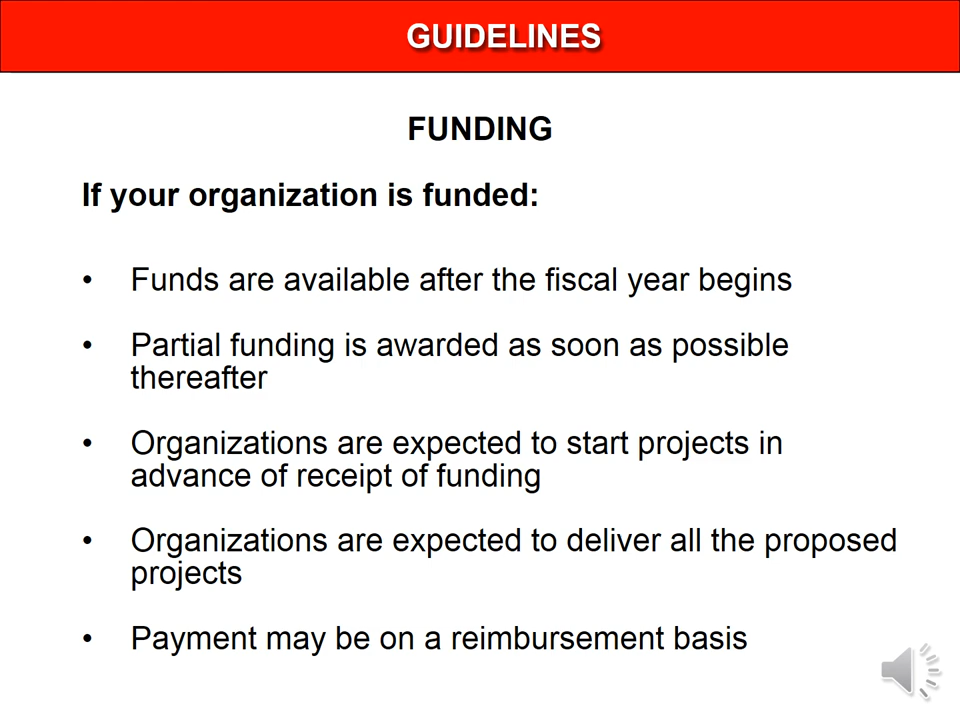 GUIDELINES
FUNDING
If your organization is funded:
• Funds are available after the fiscal year begins
• Partial funding is awarded as soon as possible
thereafter
• Organizations are expected to start projects in
advance of receipt of funding
• Organizations are expected to deliver all the proposed
projects
• Payment may be on a reimbursement basis